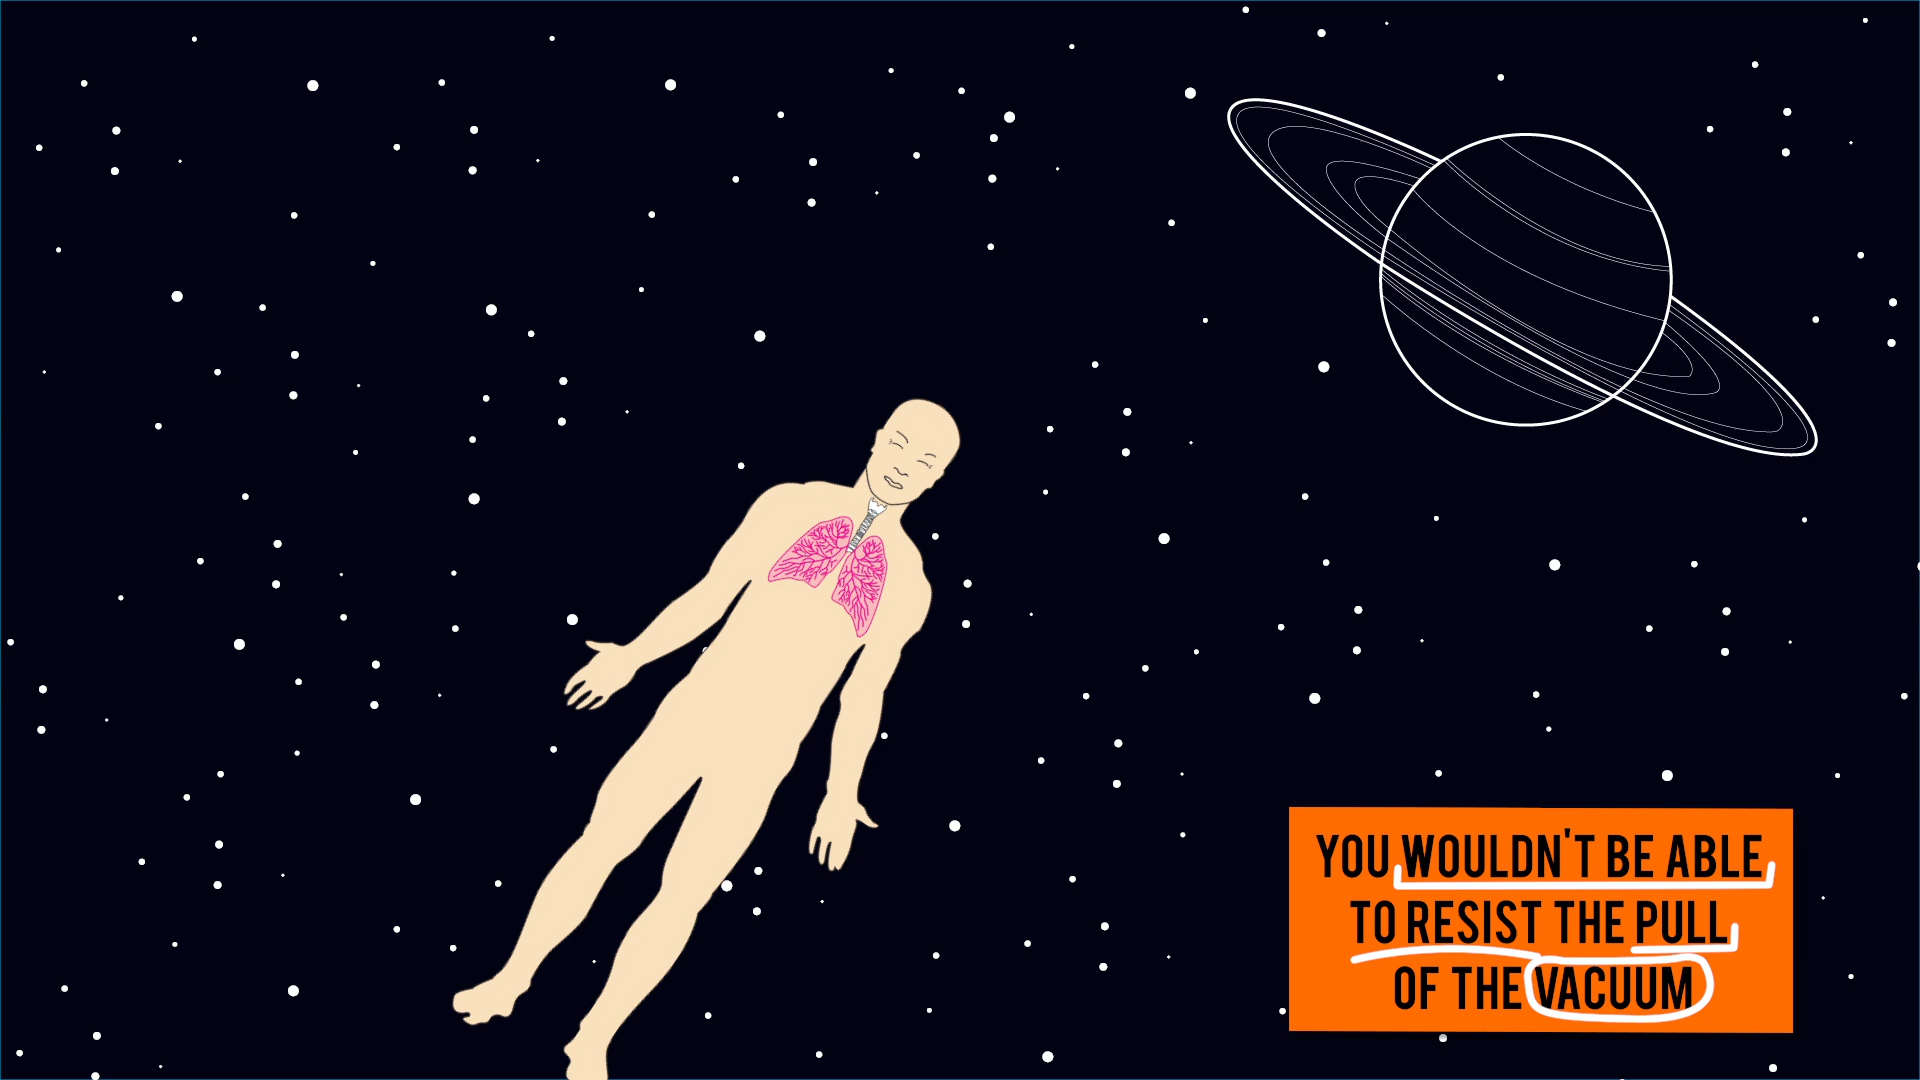 YOU WOULDN'T BE ABLE
TO RESIST THE PULL
OF THE VACUUM